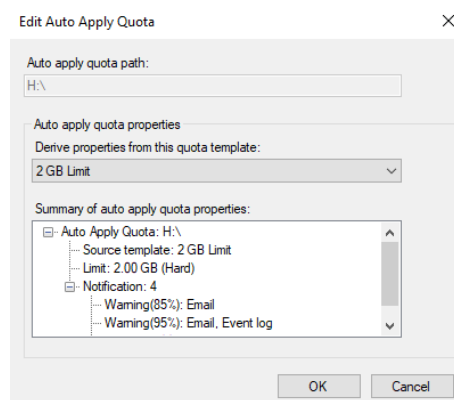 Edit Auto Apply Quota
Auto apply quota path:
H:\
Auto apply quota properties
Derive properties from this quota template:
2 GB Limit
Summary of auto apply quota properties:
Auto Apply Quota: H:\
Source template: 2 GB Limit
Limit: 2.00 GB (Hard)
Notification: 4
Warning(85%): Email
Warning(95%): Email, Event log
OK Cancel